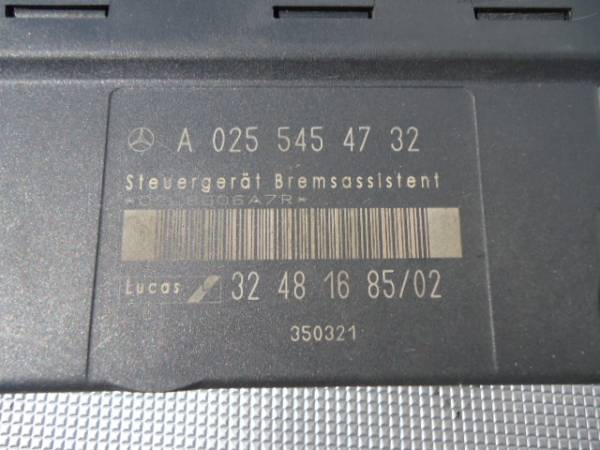 A 025 545 47 32
Steuergerät Bremsassistent
Lucas 32 48 16 85/02
350321